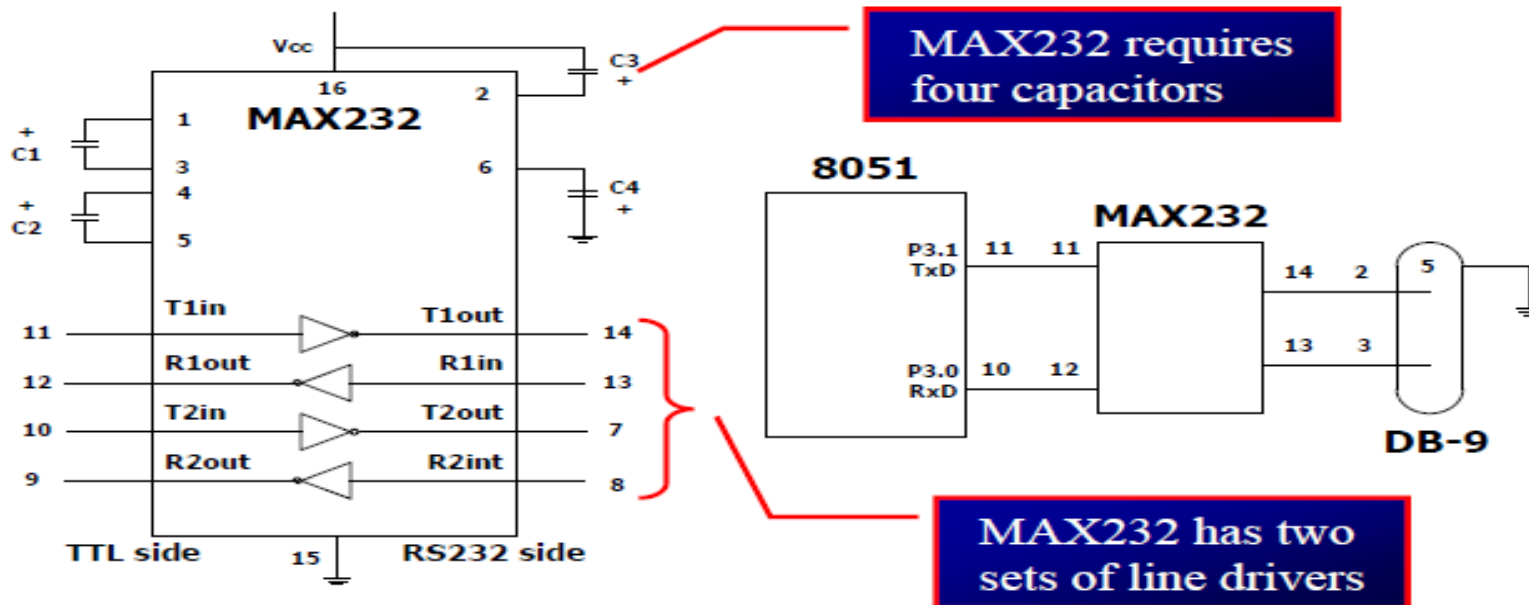 Vcc
C3
+
MAX232 requires
four capacitors
16
2
MAX232
+
C1
1
3
6
C4
+
+
C2
4
5
8051
MAX232
P3.1 11 11
TxD
14 2 5
13 3
P3.0 10 12
RxD
DB-9
11 T1in T1out 14
12 R1out R1in 13
10 T2in T2out 7
9 R2out R2int 8
TTL side 15 RS232 side
MAX232 has two
sets of line drivers